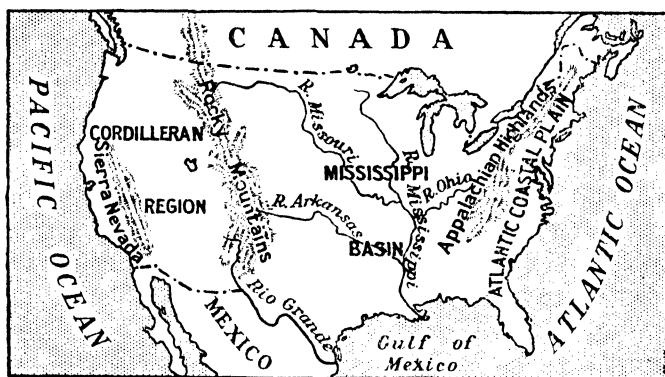 CANADA
PACIFIC
OCEAN
Rocky
Mountains
CORDILLERAN
REGION
Sierra Nevada
R. Missouri
MISSISSIPPI
BASIN
R. Mississippi
R. Ohio
R. Arkansas
Appalachiap Highlands
ATLANTIC COASTAL PLAIN
ATLANTIC OCEAN
Rio Grande
MEXICO
Gulf of
Mexico